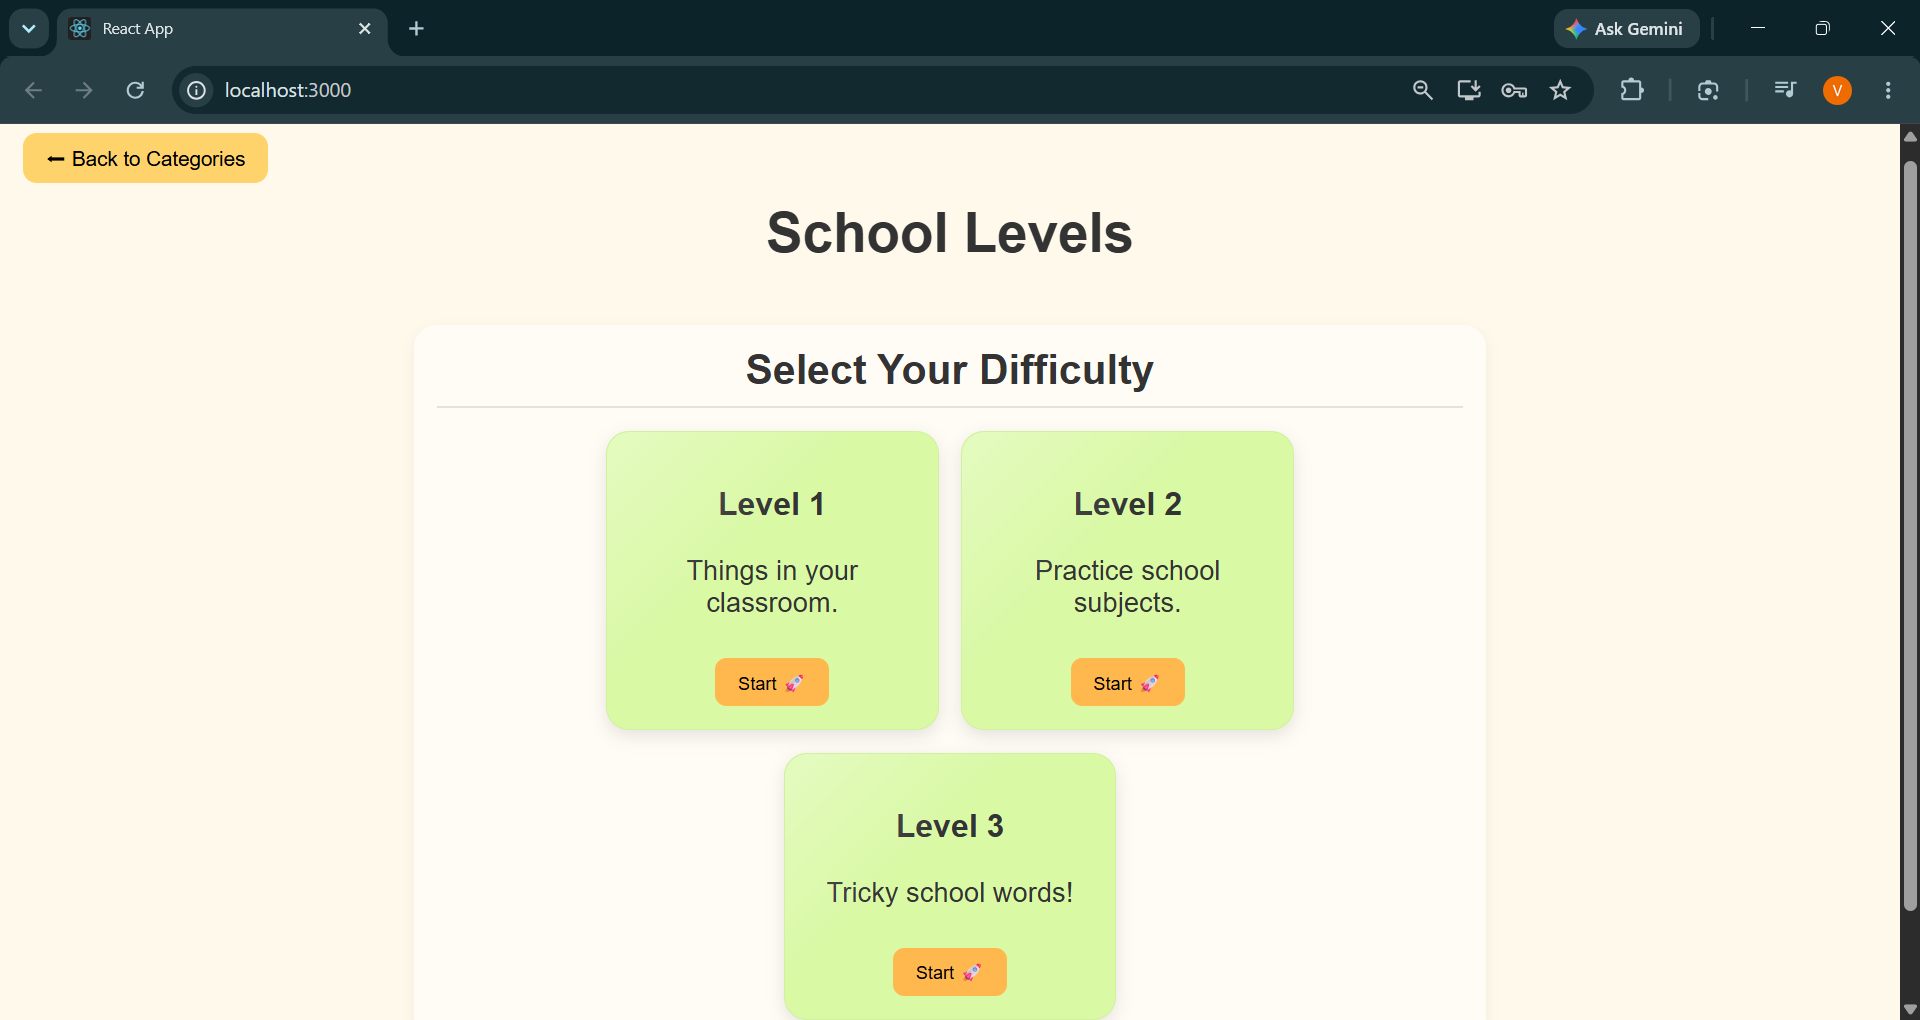 React App
Ask Gemini
localhost:3000
V
Back to Categories
School Levels
Select Your Difficulty
Level 1
Things in your
classroom.
Start 🚀
Level 2
Practice school
subjects.
Start 🚀
Level 3
Tricky school words!
Start 🚀